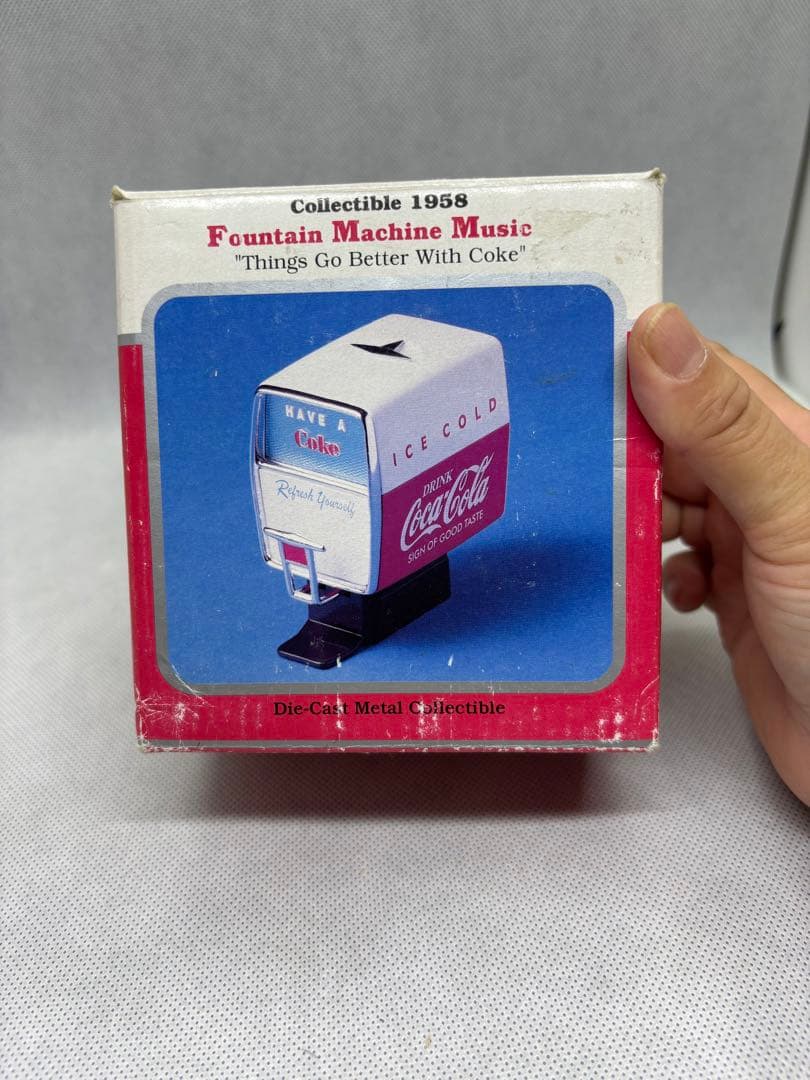 Collectible 1958
Fountain Machine Music
"Things Go Better With Coke"
HAVE A
Coke
Refresh Yourself
ICE COLD
DRINK
Coca-Cola
SIGN OF GOOD TASTE
Die-Cast Metal Collectible